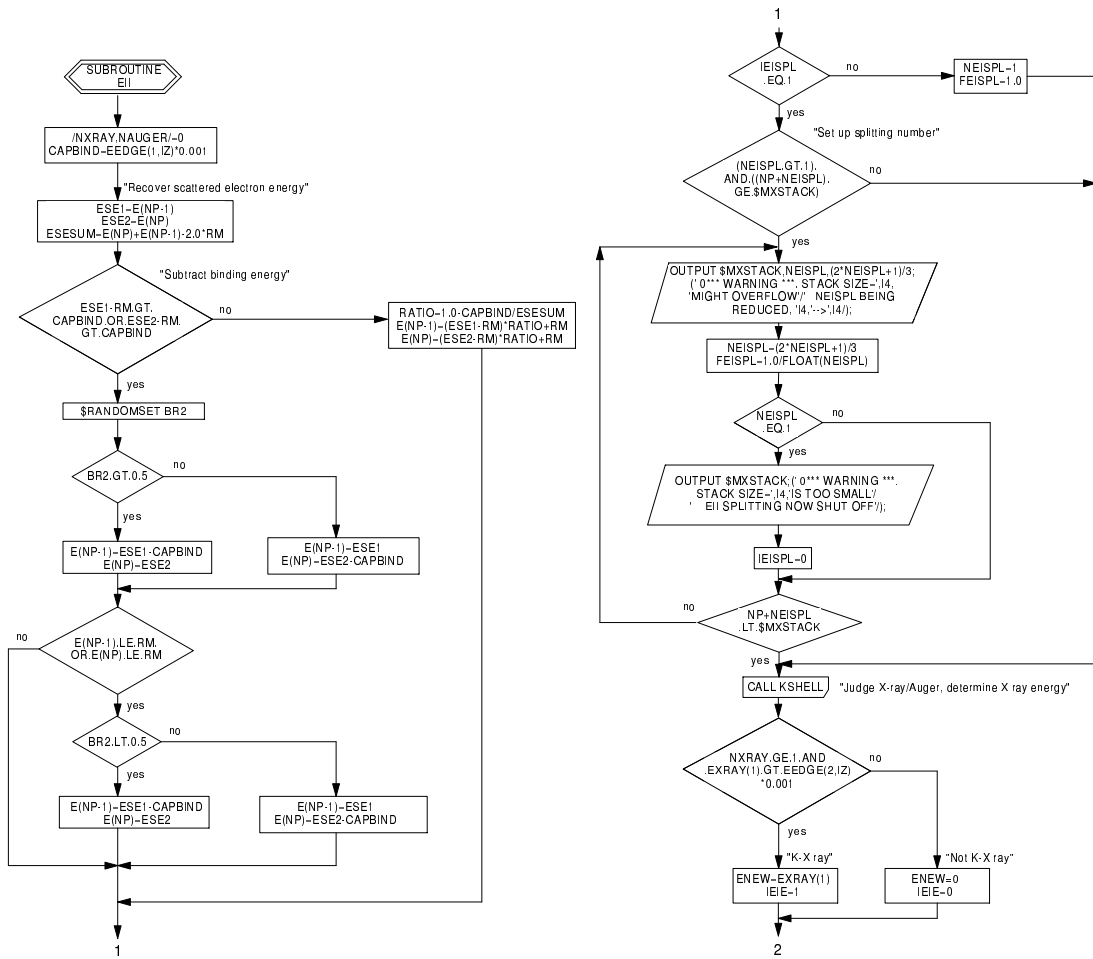 SUBROUTINE
EII
/NXRAY,NAUGER/−0
CAPBIND−EEDGE(1,IZ)*0.001
"Recover scattered electron energy"
ESE1−E(NP-1)
ESE2−E(NP)
ESESUM−E(NP)+E(NP-1)-2.0*RM
"Subtract binding energy"
ESE1-RM.GT.
CAPBIND.OR.ESE2-RM.
GT.CAPBIND
no
RATIO−1.0-CAPBIND/ESESUM
E(NP-1)−(ESE1-RM)*RATIO+RM
E(NP)−(ESE2-RM)*RATIO+RM
yes
$RANDOMSET BR2
BR2.GT.0.5
no
yes
E(NP-1)−ESE1-CAPBIND
E(NP)−ESE2
E(NP-1)−ESE1
E(NP)−ESE2-CAPBIND
no
E(NP-1).LE.RM.
OR.E(NP).LE.RM
yes
BR2.LT.0.5
no
yes
E(NP-1)−ESE1-CAPBIND
E(NP)−ESE2
E(NP-1)−ESE1
E(NP)−ESE2-CAPBIND
1
1
IEISPL
.EQ.1
no
NEISPL−1
FEISPL−1.0
yes
"Set up splitting number"
(NEISPL.GT.1).
AND.((NP+NEISPL).
GE.$MXSTACK)
no
yes
OUTPUT $MXSTACK,NEISPL,(2*NEISPL+1)/3;
(' 0*** WARNING ***. STACK SIZE−',I4,
'MIGHT OVERFLOW'/' NEISPL BEING
REDUCED, 'I4,'-->',I4/);
NEISPL−(2*NEISPL+1)/3
FEISPL−1.0/FLOAT(NEISPL)
NEISPL
.EQ.1
no
yes
OUTPUT $MXSTACK;(' 0*** WARNING ***.
STACK SIZE−',I4,'IS TOO SMALL'/
' EII SPLITTING NOW SHUT OFF'/);
IEISPL−0
no
NP+NEISPL
.LT.$MXSTACK
yes
CALL KSHELL
"Judge X-ray/Auger, determine X ray energy"
NXRAY.GE.1.AND
.EXRAY(1).GT.EEDGE(2,IZ)
*0.001
no
yes
"K-X ray"
"Not K-X ray"
ENEW−EXRAY(1)
IEIE−1
ENEW=0
IEIE−0
2